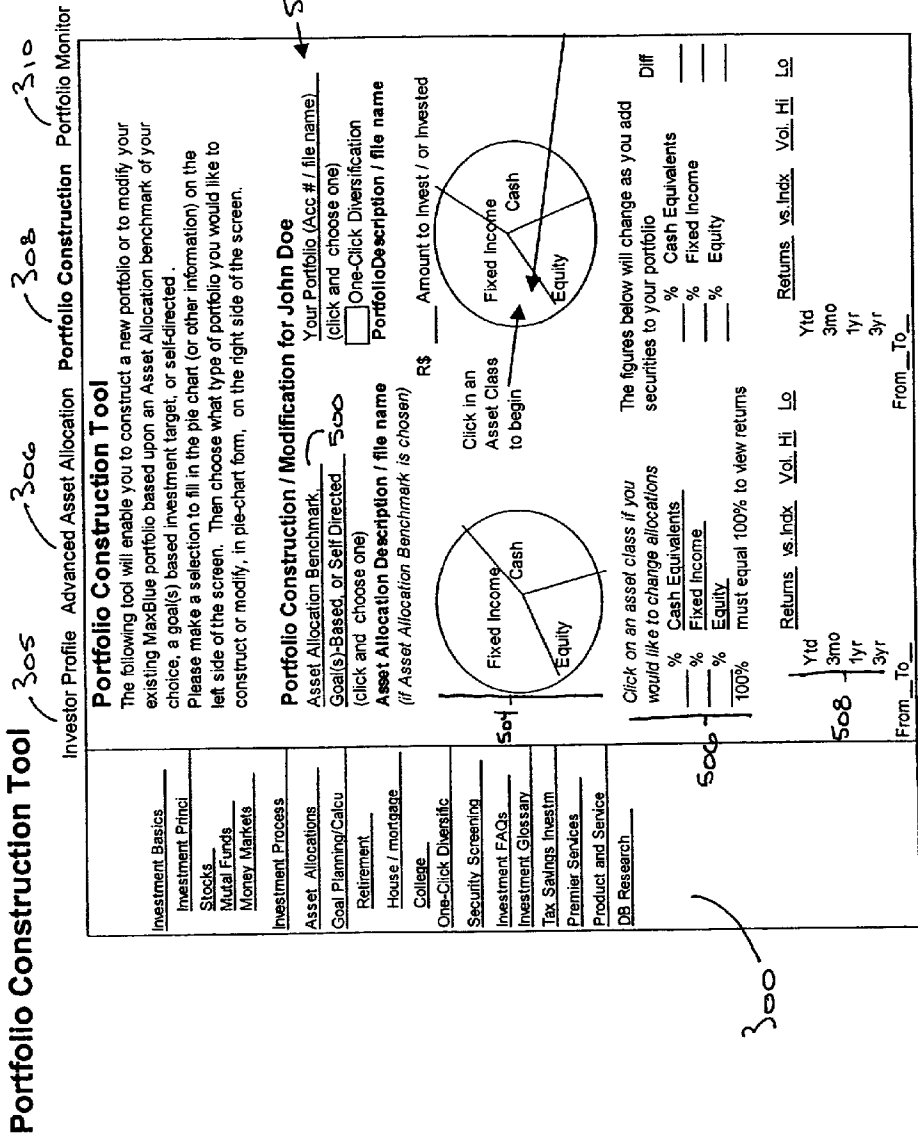 Portfolio Construction Tool
305
306
308
310
Investor Profile Advanced Asset Allocation Portfolio Construction Portfolio Monitor
Investment Basics
Investment Princi
Stocks
Mutal Funds
Money Markets
Investment Process
Asset Allocations
Goal Planning/Calcu
Retirement
House / mortgage
College
One-Click Diversific
Security Screening
Investment FAQs
Investment Glossary
Tax Savings Investm
Premier Services
Product and Service
DB Research
300
Portfolio Construction Tool
The following tool will enable you to construct a new portfolio or to modify your
existing MaxBlue portfolio based upon an Asset Allocation benchmark of your
choice, a goal(s) based investment target, or self-directed .
Please make a selection to fill in the pie chart (or other information) on the
left side of the screen. Then choose what type of portfolio you would like to
construct or modify, in pie-chart form, on the right side of the screen.
Portfolio Construction / Modification for John Doe
Asset Allocation Benchmark,
Goal(s)-Based, or Self Directed 500
(click and choose one)
Asset Allocation Description / file name
(if Asset Allocation Benchmark is chosen)
Your Portfolio (Acc # / file name)
(click and choose one)
One-Click Diversification
PortfolioDescription / file name
R$ ___ Amount to Invest / or Invested
504
Fixed Income
Cash
Equity
Click in an
Asset Class
to begin
Fixed Income
Cash
Equity
506
Click on an asset class if you
would like to change allocations
___ % Cash Equivalents
___ % Fixed Income
___ % Equity
100% must equal 100% to view returns
The figures below will change as you add
securities to your portfolio
Diff
___ % Cash Equivalents ___
___ % Fixed Income ___
___ % Equity ___
508
Returns vs.Indx Vol. Hi Lo
Ytd
3mo
1yr
3yr
From__To__
Returns vs.Indx Vol. Hi Lo
Ytd
3mo
1yr
3yr
From__To__